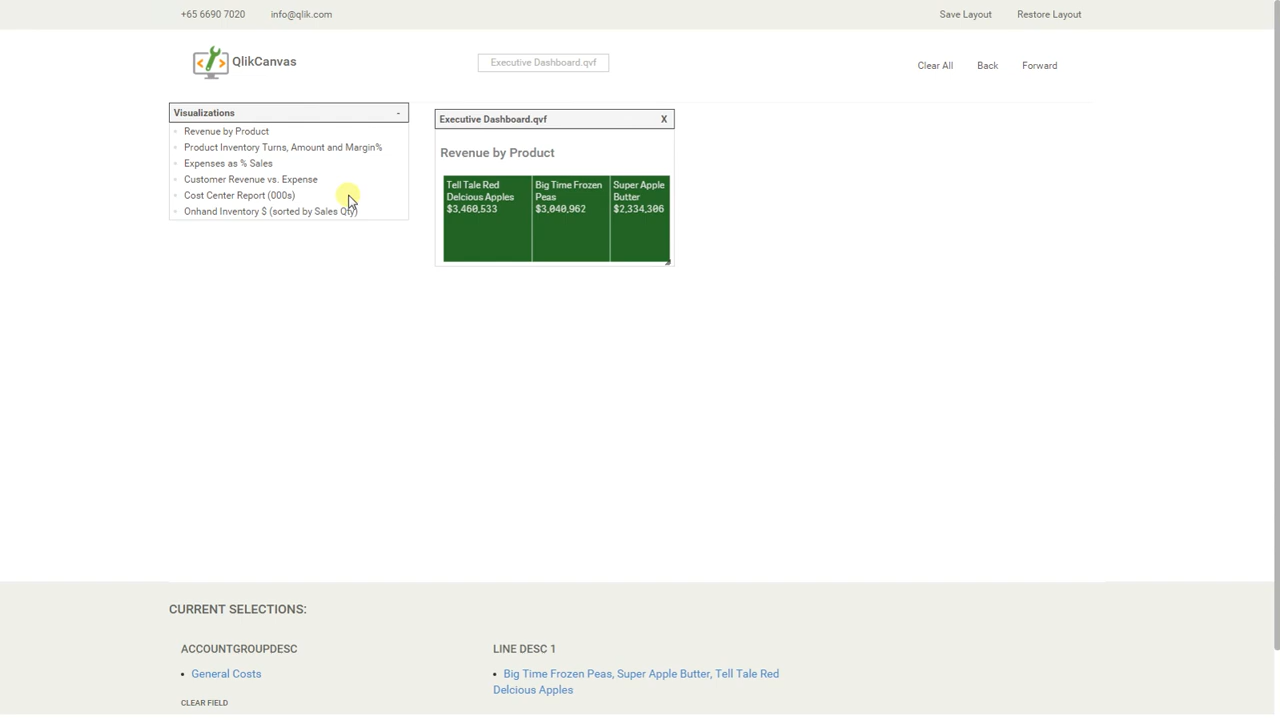 +65 6690 7020
info@qlik.com
Save Layout
Restore Layout
QlikCanvas
Executive Dashboard.qvf
Clear All
Back
Forward
Visualizations -
Revenue by Product
Product Inventory Turns, Amount and Margin%
Expenses as % Sales
Customer Revenue vs. Expense
Cost Center Report (000s)
Onhand Inventory $ (sorted by Sales Qty)
Executive Dashboard.qvf X
Revenue by Product
Tell Tale Red
Delcious Apples
$3,460,533
Big Time Frozen
Peas
$3,040,962
Super Apple
Butter
$2,334,306
CURRENT SELECTIONS:
ACCOUNTGROUPDESC
General Costs
CLEAR FIELD
LINE DESC 1
Big Time Frozen Peas, Super Apple Butter, Tell Tale Red
Delcious Apples